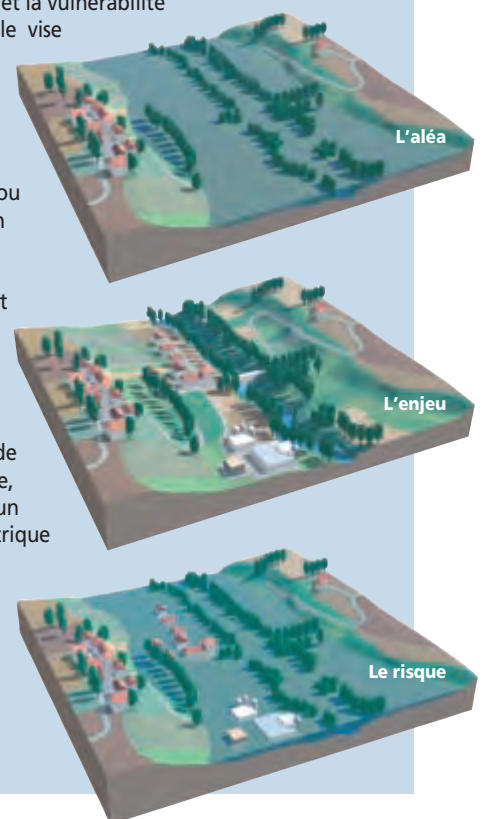 et la vulnérabilité
le vise
L'aléa
ou
n
t
L'enjeu
de
e,
un
trique
Le risque